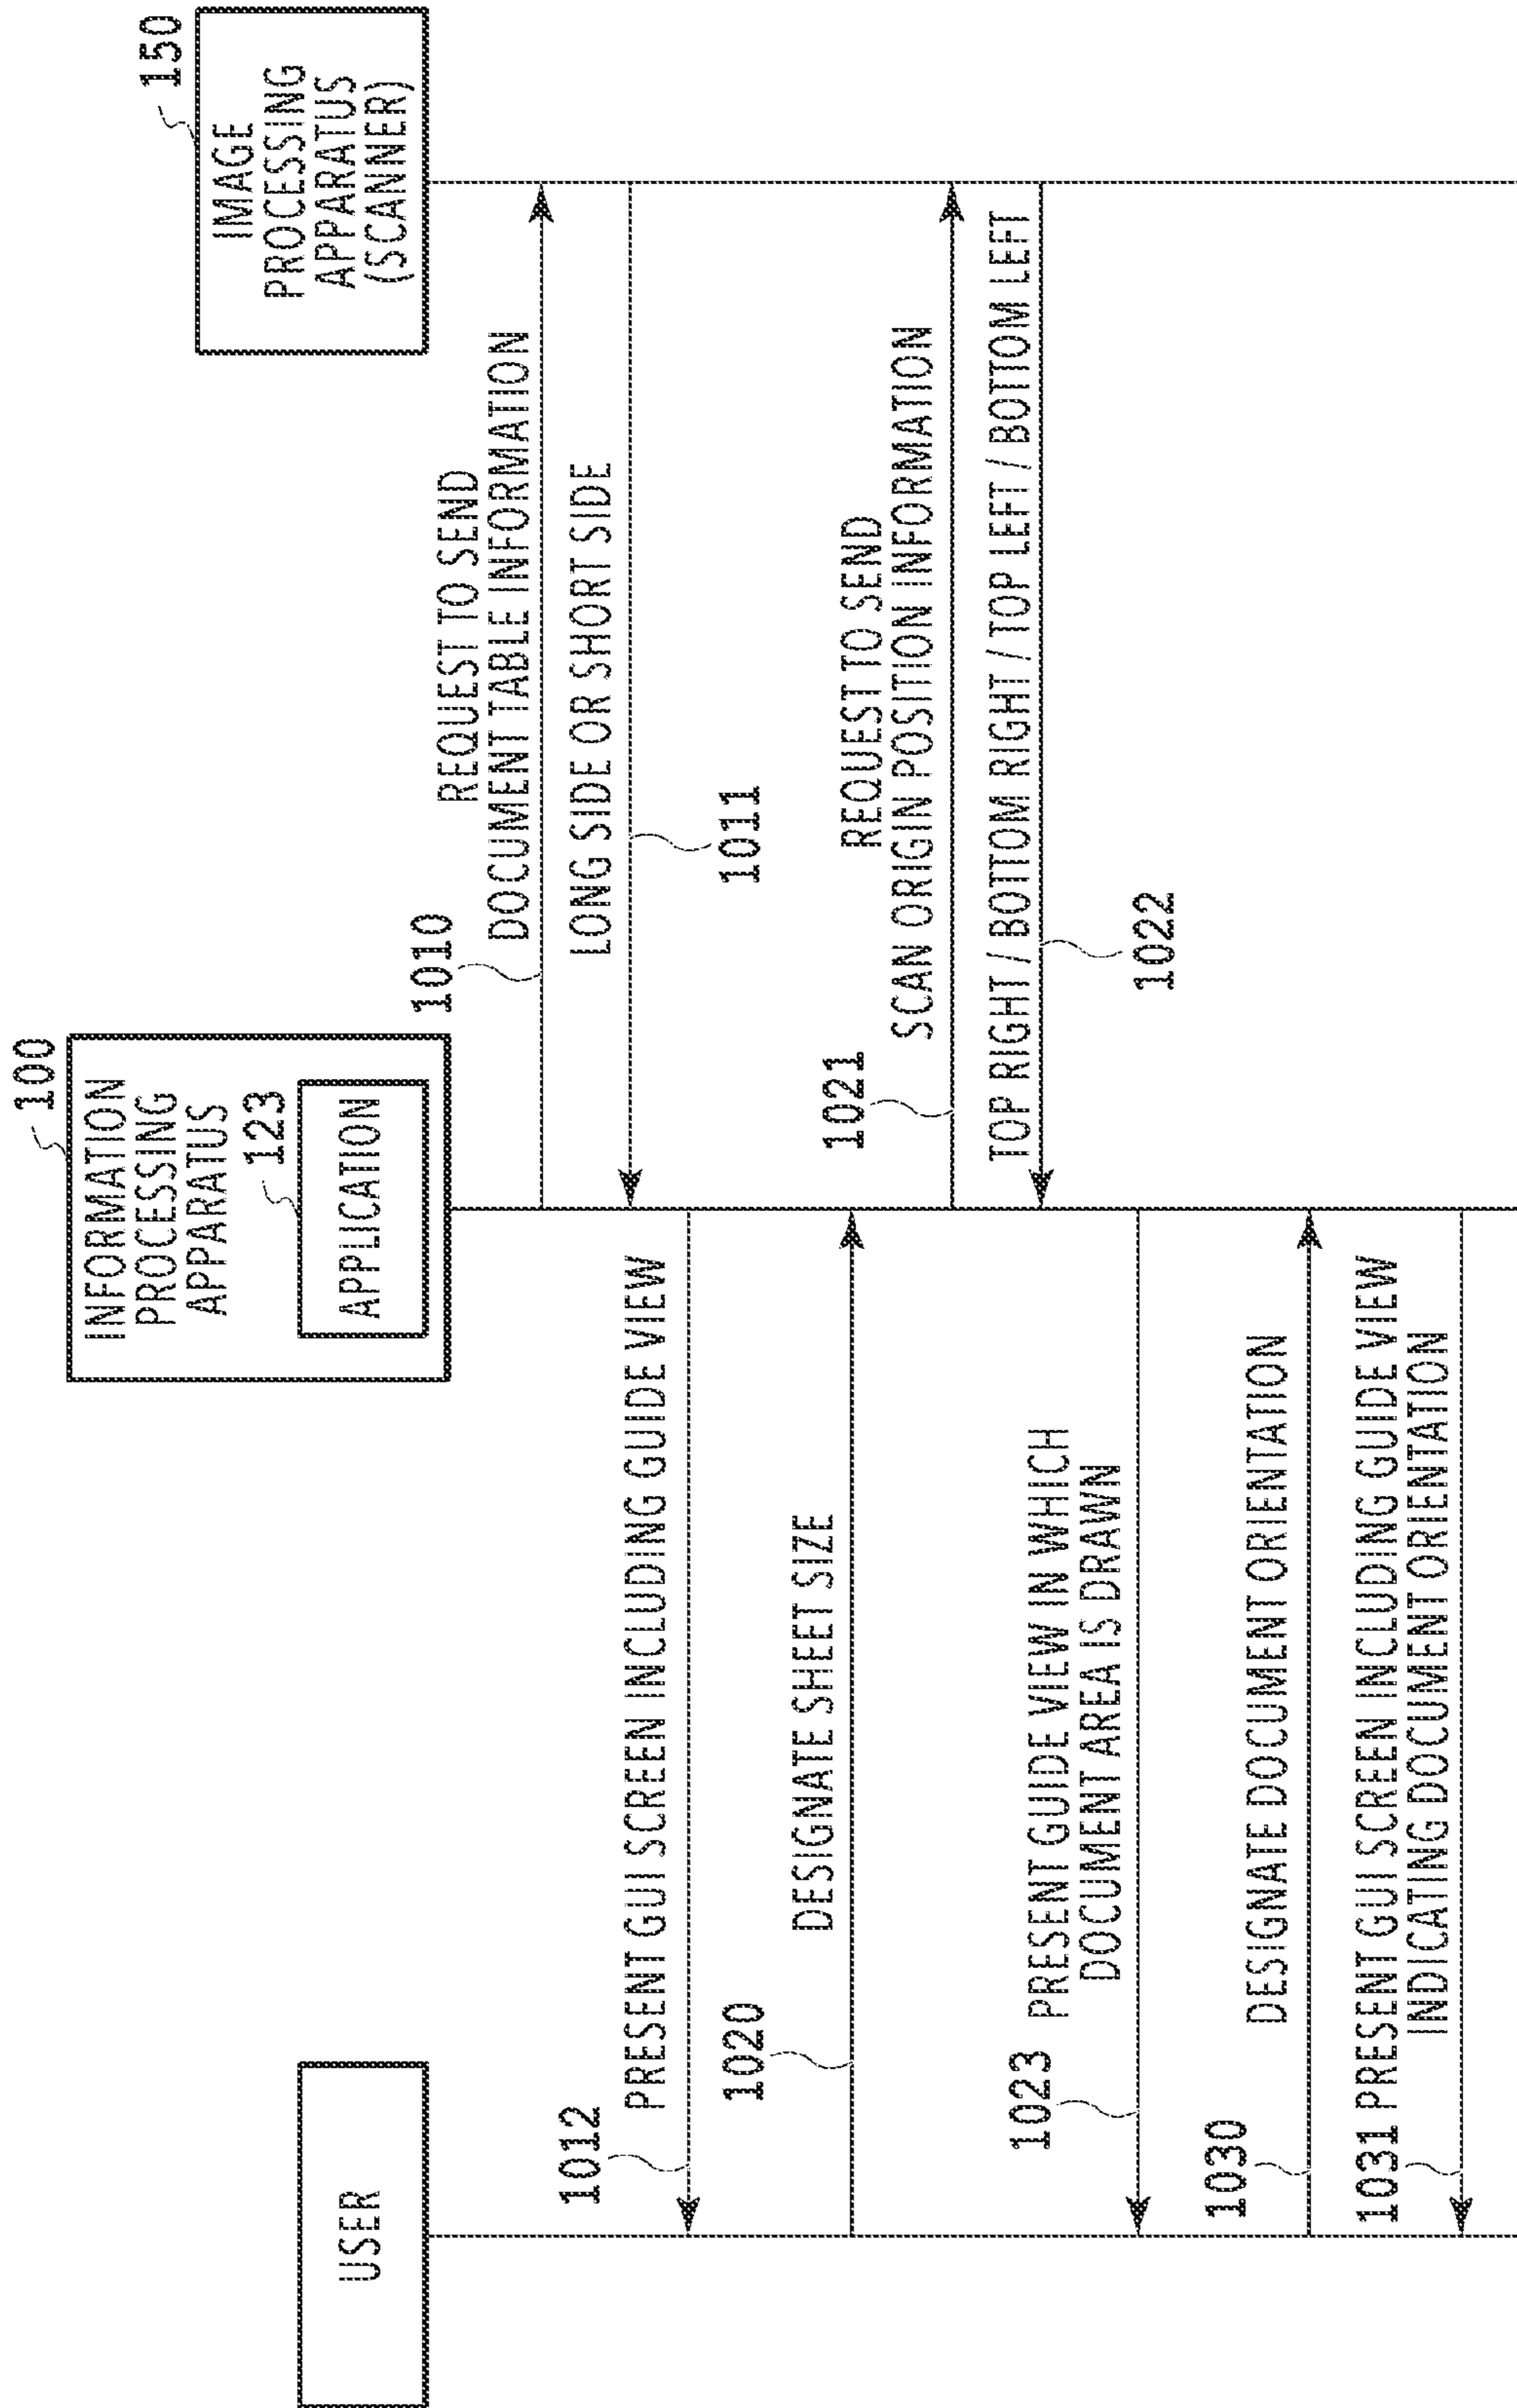 USER
100
INFORMATION
PROCESSING
APPARATUS
123
APPLICATION
150
IMAGE
PROCESSING
APPARATUS
(SCANNER)
1010
REQUEST TO SEND
DOCUMENT TABLE INFORMATION
LONG SIDE OR SHORT SIDE
1011
1012
PRESENT GUI SCREEN INCLUDING GUIDE VIEW
1020
DESIGNATE SHEET SIZE
1021
REQUEST TO SEND
SCAN ORIGIN POSITION INFORMATION
TOP RIGHT / BOTTOM RIGHT / TOP LEFT / BOTTOM LEFT
1022
1023
PRESENT GUIDE VIEW IN WHICH
DOCUMENT AREA IS DRAWN
1030
DESIGNATE DOCUMENT ORIENTATION
1031 PRESENT GUI SCREEN INCLUDING GUIDE VIEW
INDICATING DOCUMENT ORIENTATION